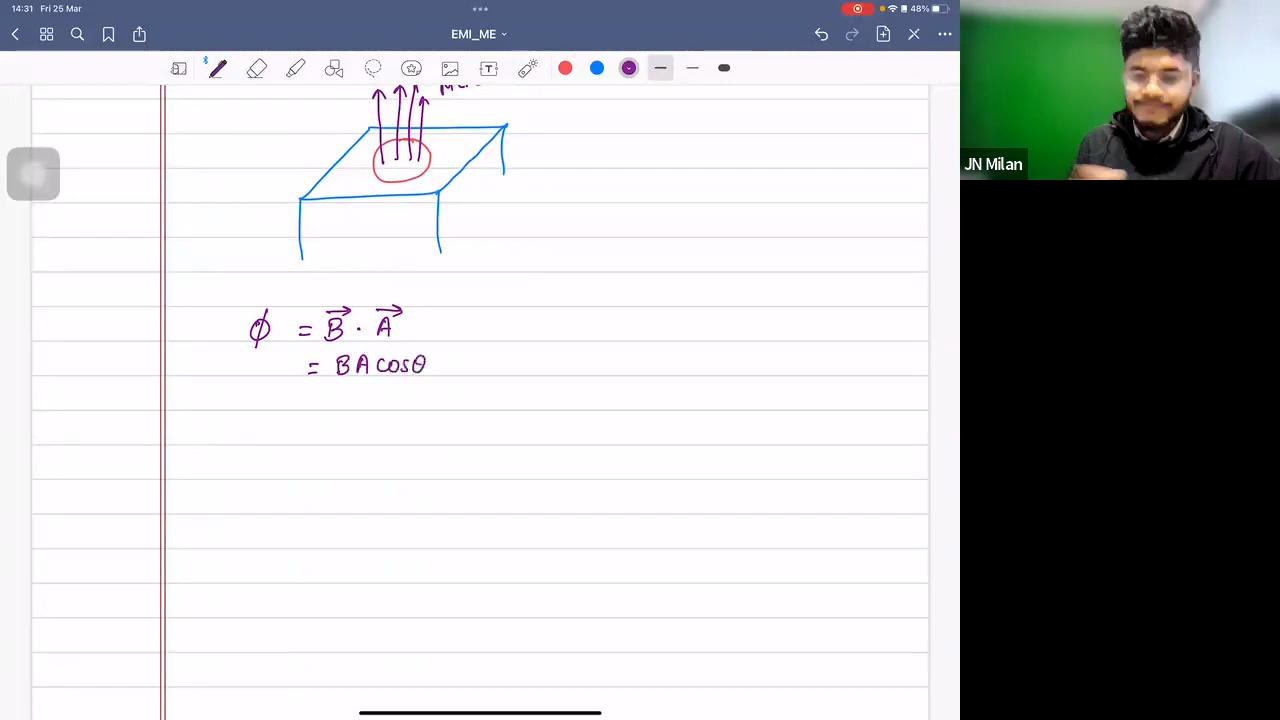 14:31 Fri 25 Mar
48%
EMI_ME
T
JN Milan
ϕ = B⃗ · A⃗
= BA cosθ